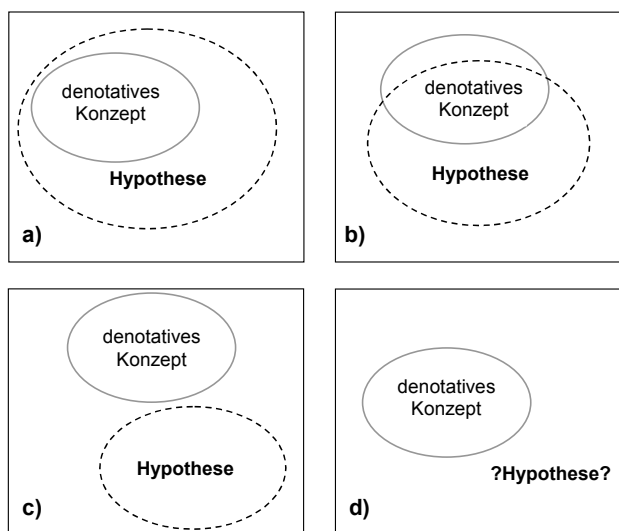 denotatives
Konzept
Hypothese
a)
denotatives
Konzept
Hypothese
b)
denotatives
Konzept
Hypothese
c)
denotatives
Konzept
?Hypothese?
d)